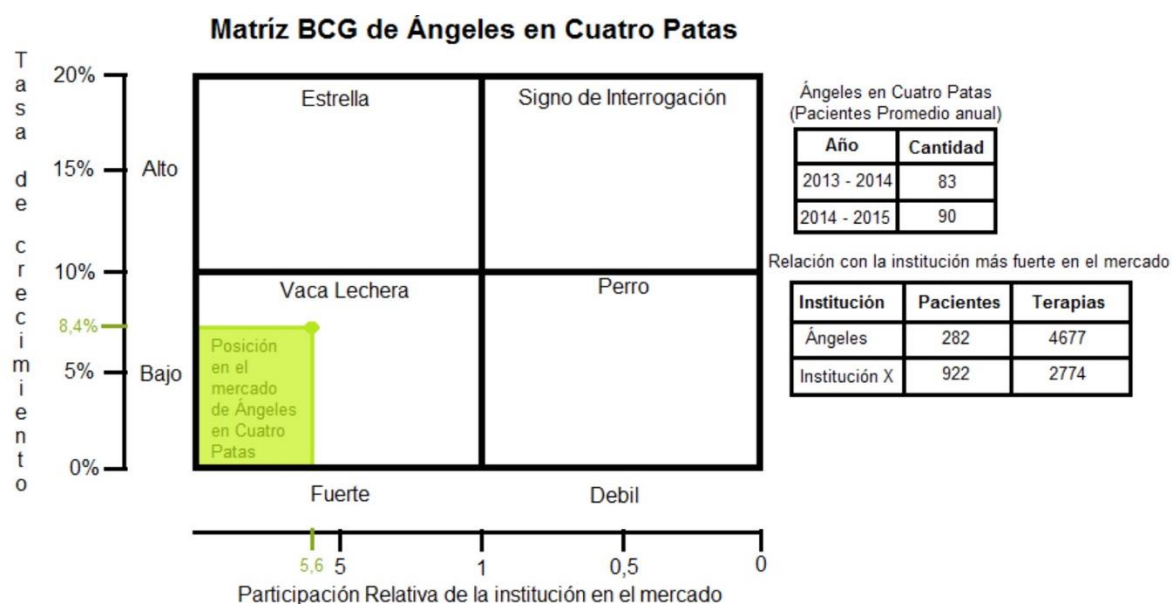 Matríz BCG de Ángeles en Cuatro Patas
Tasa de crecimiento
20%
15%
10%
8,4%
5%
0%
Alto
Bajo
Estrella
Signo de Interrogación
Vaca Lechera
Perro
Posición
en el
mercado
de Ángeles
en Cuatro
Patas
Fuerte
Debil
5,6
5
1
0,5
0
Participación Relativa de la institución en el mercado
Ángeles en Cuatro Patas
(Pacientes Promedio anual)
Año Cantidad
2013 - 2014 83
2014 - 2015 90
Relación con la institución más fuerte en el mercado
Institución Pacientes Terapias
Ángeles 282 4677
Institución X 922 2774